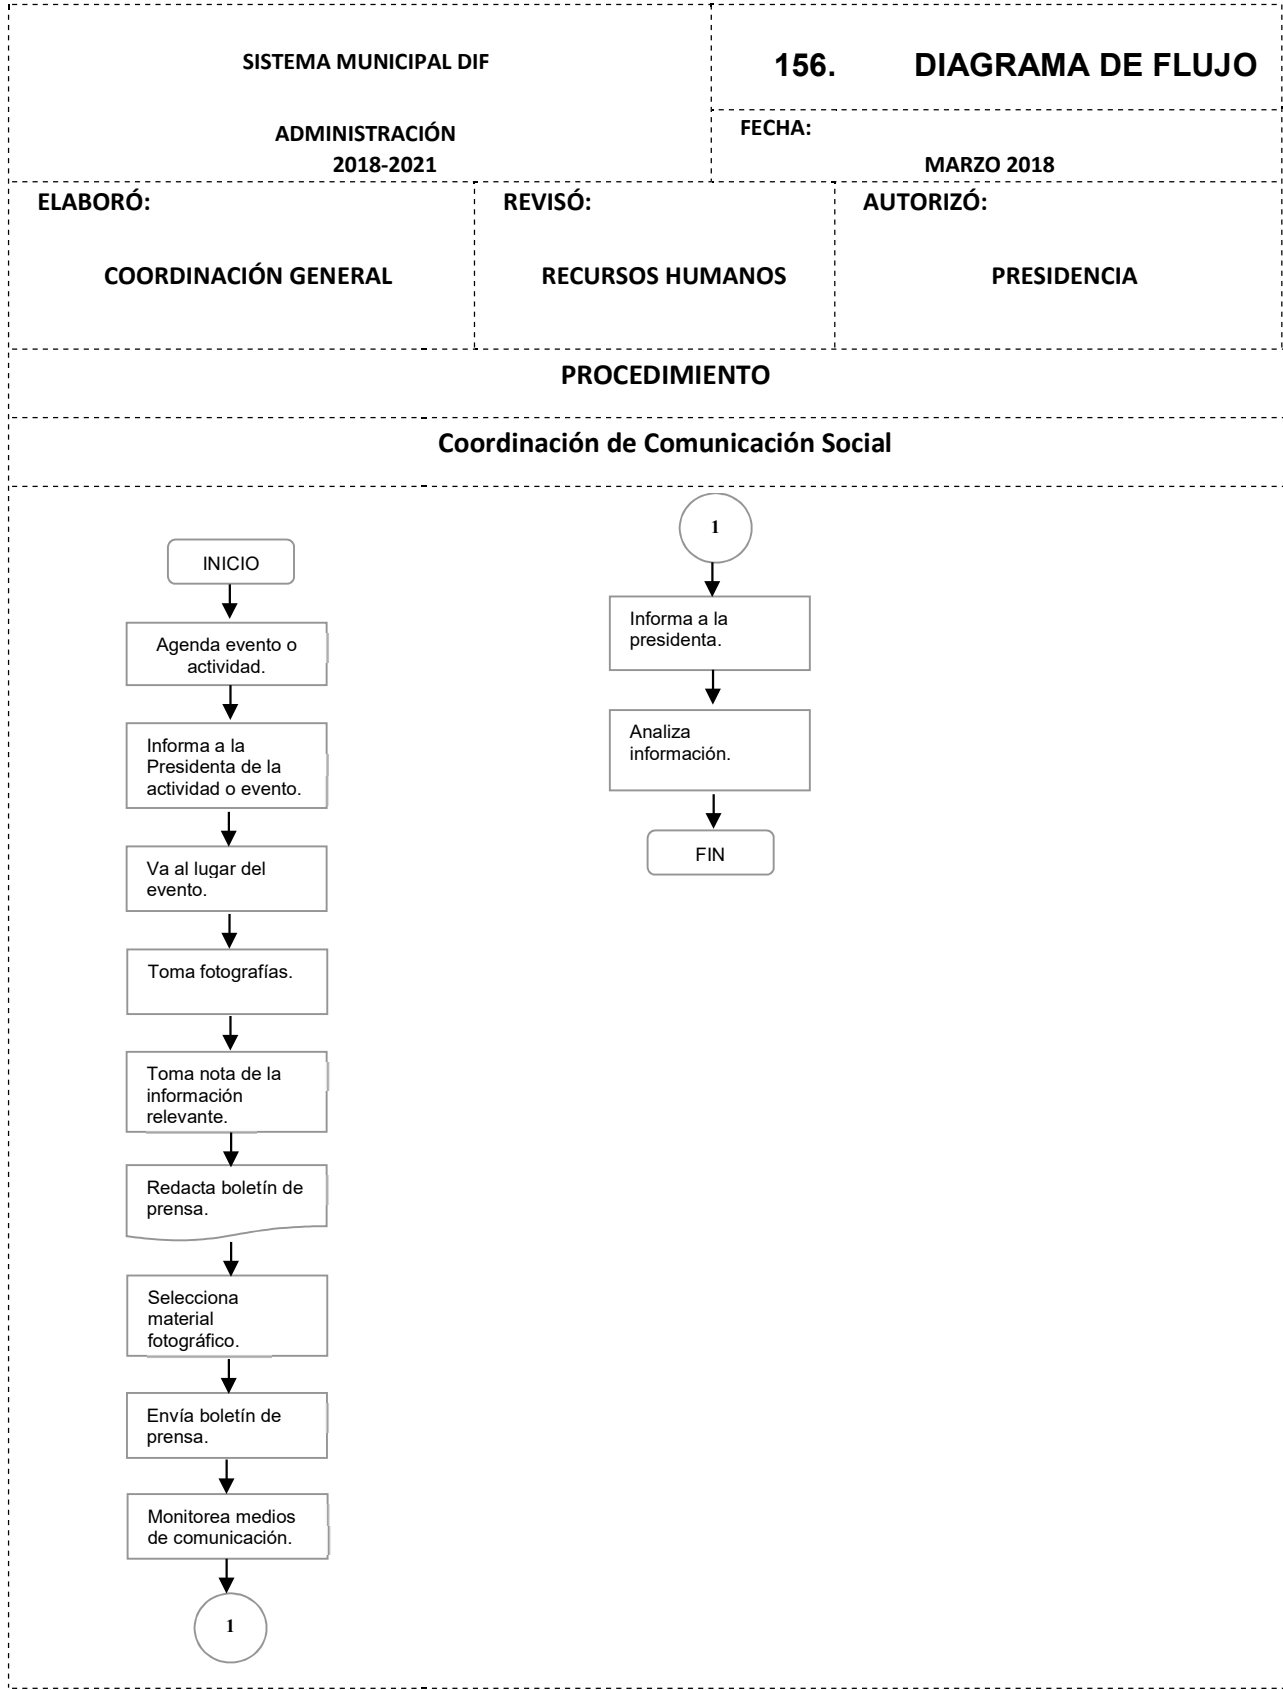 SISTEMA MUNICIPAL DIF
ADMINISTRACIÓN
2018-2021
156. DIAGRAMA DE FLUJO
FECHA:
MARZO 2018
ELABORÓ:
COORDINACIÓN GENERAL
REVISÓ:
RECURSOS HUMANOS
AUTORIZÓ:
PRESIDENCIA
PROCEDIMIENTO
Coordinación de Comunicación Social
INICIO
Agenda evento o
actividad.
Informa a la
Presidenta de la
actividad o evento.
Va al lugar del
evento.
Toma fotografías.
Toma nota de la
información
relevante.
Redacta boletín de
prensa.
Selecciona
material
fotográfico.
Envía boletín de
prensa.
Monitorea medios
de comunicación.
1
1
Informa a la
presidenta.
Analiza
información.
FIN